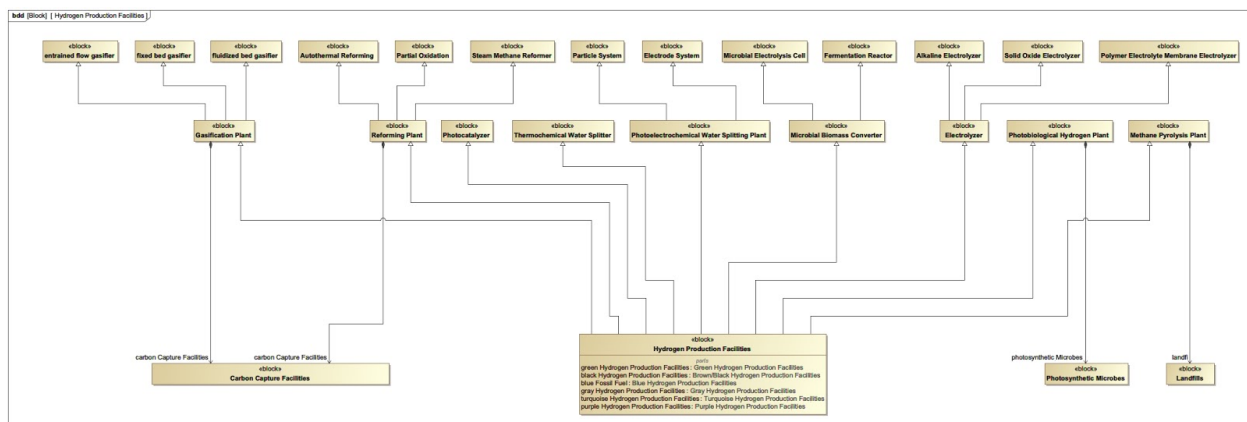 bdd [Block] [ Hydrogen Production Facilities ]
«block»
entrained flow gasifier
«block»
fixed bed gasifier
«block»
fluidized bed gasifier
«block»
Autothermal Reforming
«block»
Partial Oxidation
«block»
Steam Methane Reformer
«block»
Particle System
«block»
Electrode System
«block»
Microbial Electrolysis Cell
«block»
Fermentation Reactor
«block»
Alkaline Electrolyzer
«block»
Solid Oxide Electrolyzer
«block»
Polymer Electrolyte Membrane Electrolyzer
«block»
Gasification Plant
«block»
Reforming Plant
«block»
Photocatalyzer
«block»
Thermochemical Water Splitter
«block»
Photoelectrochemical Water Splitting Plant
«block»
Microbial Biomass Converter
«block»
Electrolyzer
«block»
Photobiological Hydrogen Plant
«block»
Methane Pyrolysis Plant
«block»
Hydrogen Production Facilities
parts
green Hydrogen Production Facilities : Green Hydrogen Production Facilities
black Hydrogen Production Facilities : Brown/Black Hydrogen Production Facilities
blue Fossil Fuel : Blue Hydrogen Production Facilities
gray Hydrogen Production Facilities : Gray Hydrogen Production Facilities
turquoise Hydrogen Production Facilities : Turquoise Hydrogen Production Facilities
purple Hydrogen Production Facilities : Purple Hydrogen Production Facilities
carbon Capture Facilities
carbon Capture Facilities
«block»
Carbon Capture Facilities
photosynthetic Microbes
«block»
Photosynthetic Microbes
landfl
«block»
Landfills